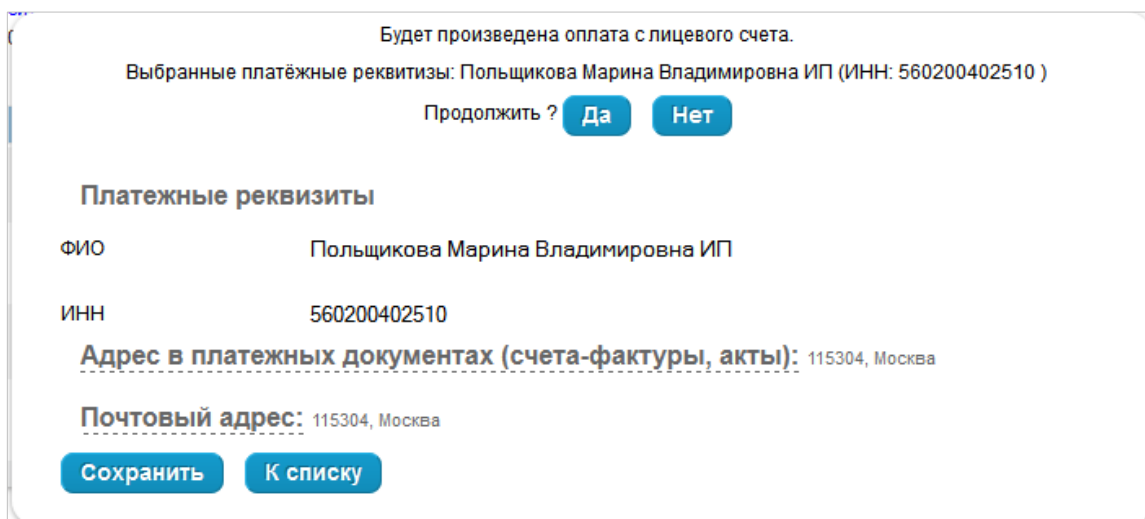 Будет произведена оплата с лицевого счета.
Выбранные платёжные реквитизы: Польщикова Марина Владимировна ИП (ИНН: 560200402510 )
Продолжить ? Да Нет
Платежные реквизиты
ФИО Польщикова Марина Владимировна ИП
ИНН 560200402510
Адрес в платежных документах (счета-фактуры, акты): 115304, Москва
Почтовый адрес: 115304, Москва
Сохранить К списку